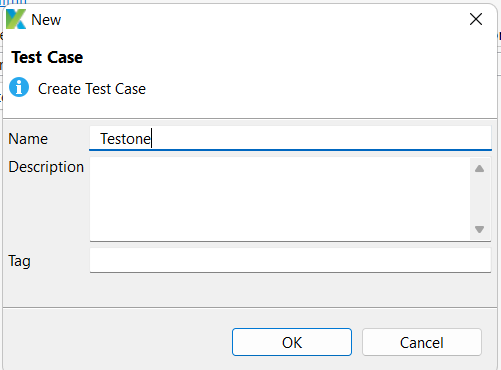 New
Test Case
Create Test Case
Name
Testone
Description
Tag
OK
Cancel